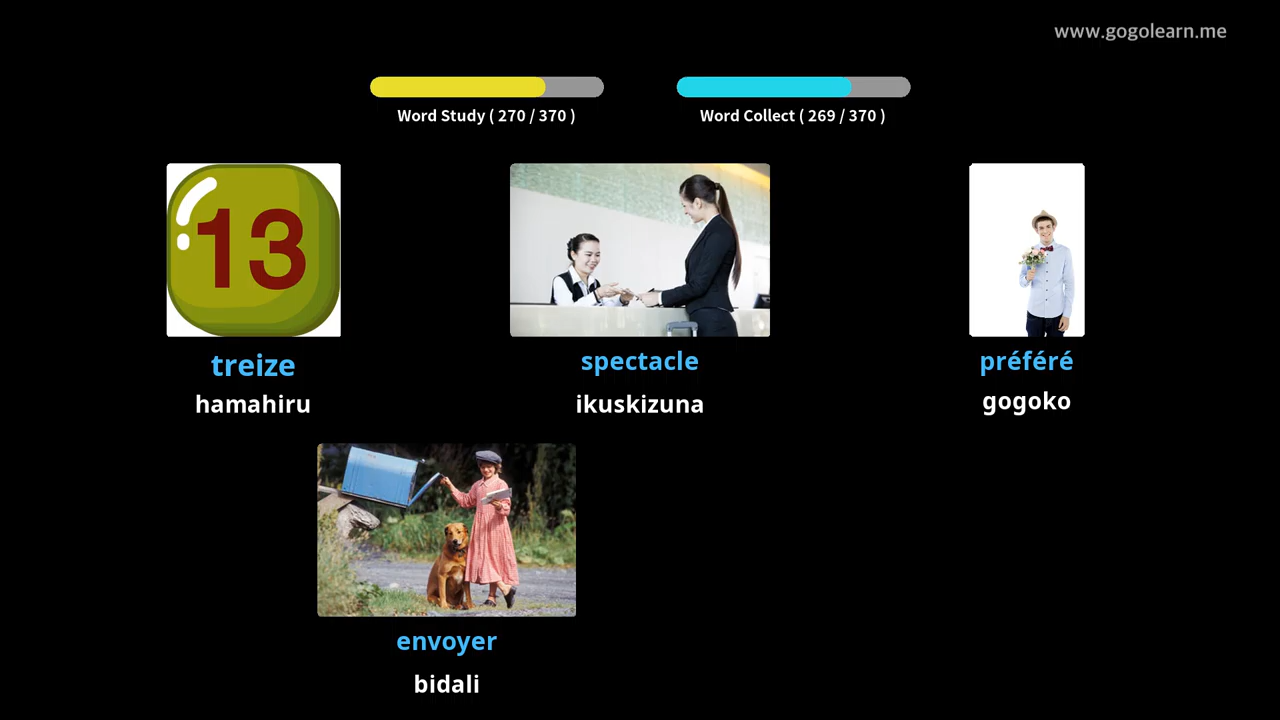 www.gogolearn.me
Word Study ( 270 / 370 )
Word Collect ( 269 / 370 )
13
treize
hamahiru
spectacle
ikuskizuna
préféré
gogoko
envoyer
bidali